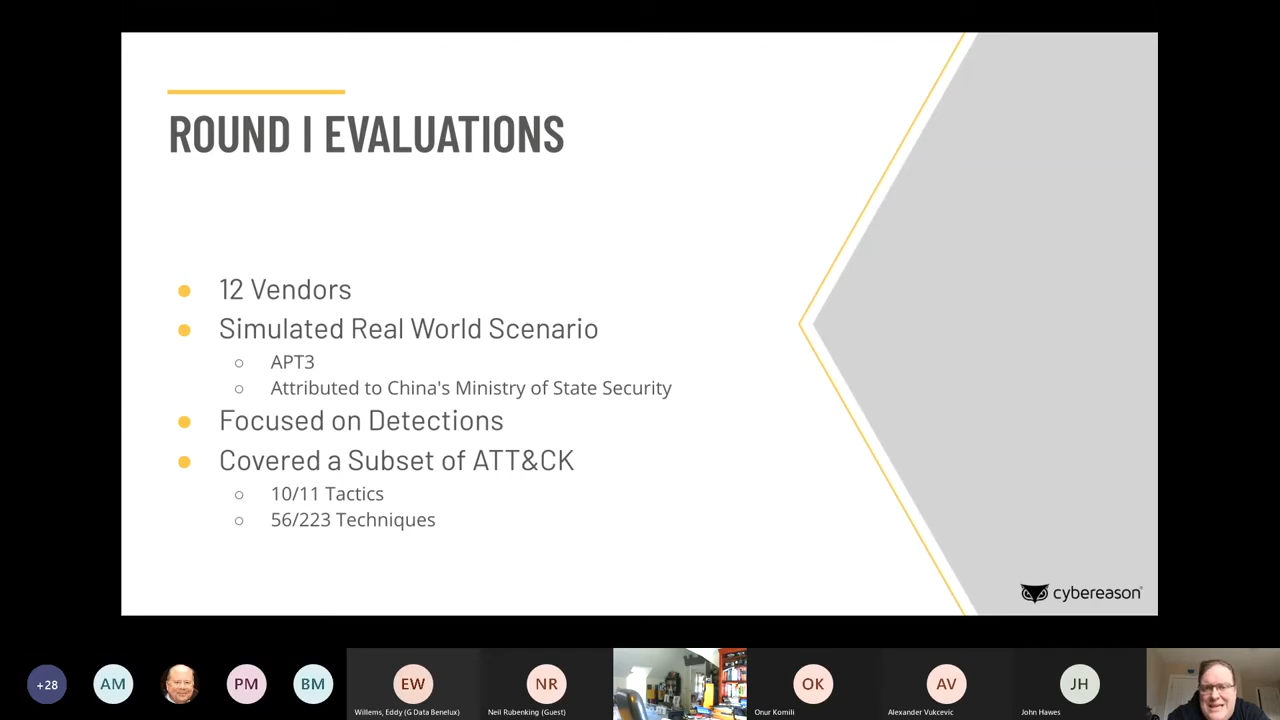 ROUND I EVALUATIONS
12 Vendors
Simulated Real World Scenario
APT3
Attributed to China's Ministry of State Security
Focused on Detections
Covered a Subset of ATT&CK
10/11 Tactics
56/223 Techniques
cybereason
+28
AM
PM
BM
EW
NR
OK
AV
JH
Willems, Eddy (G Data Benelux)
Neil Rubenking (Guest)
Onur Komili
Alexander Vukcevic
John Hawes